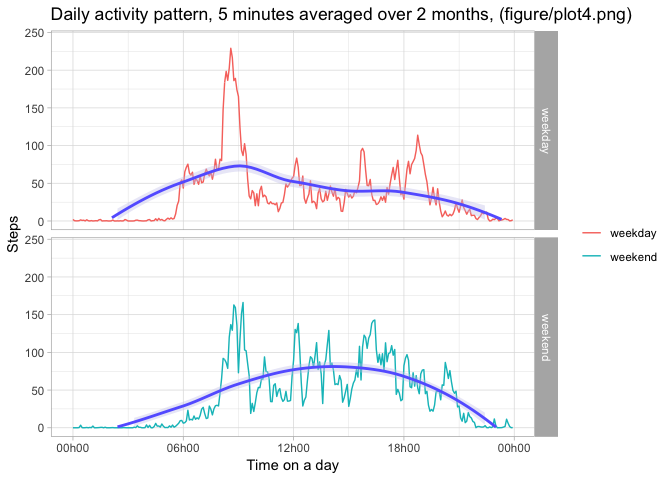 Daily activity pattern, 5 minutes averaged over 2 months, (figure/plot4.png)
250
200
150
100
50
0
weekday
250
200
150
100
50
0
weekend
Steps
00h00 06h00 12h00 18h00 00h00
Time on a day
weekday
weekend